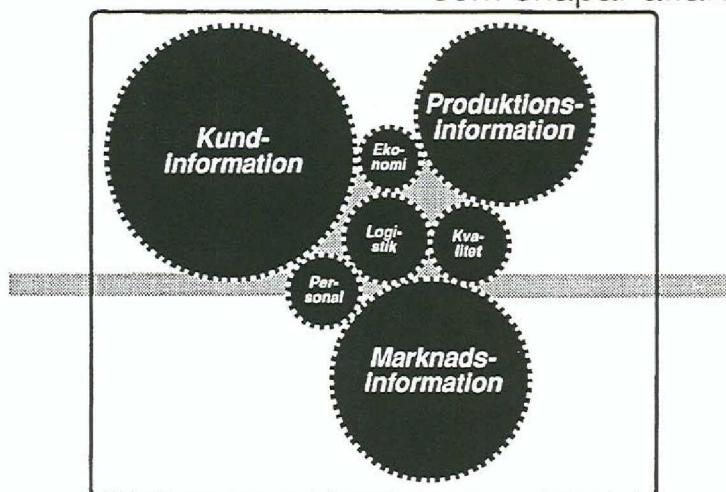 Kund-
information
Produktions-
information
Eko-
nomi
Logi-
stik
Kva-
litet
Per-
sonal
Marknads-
information